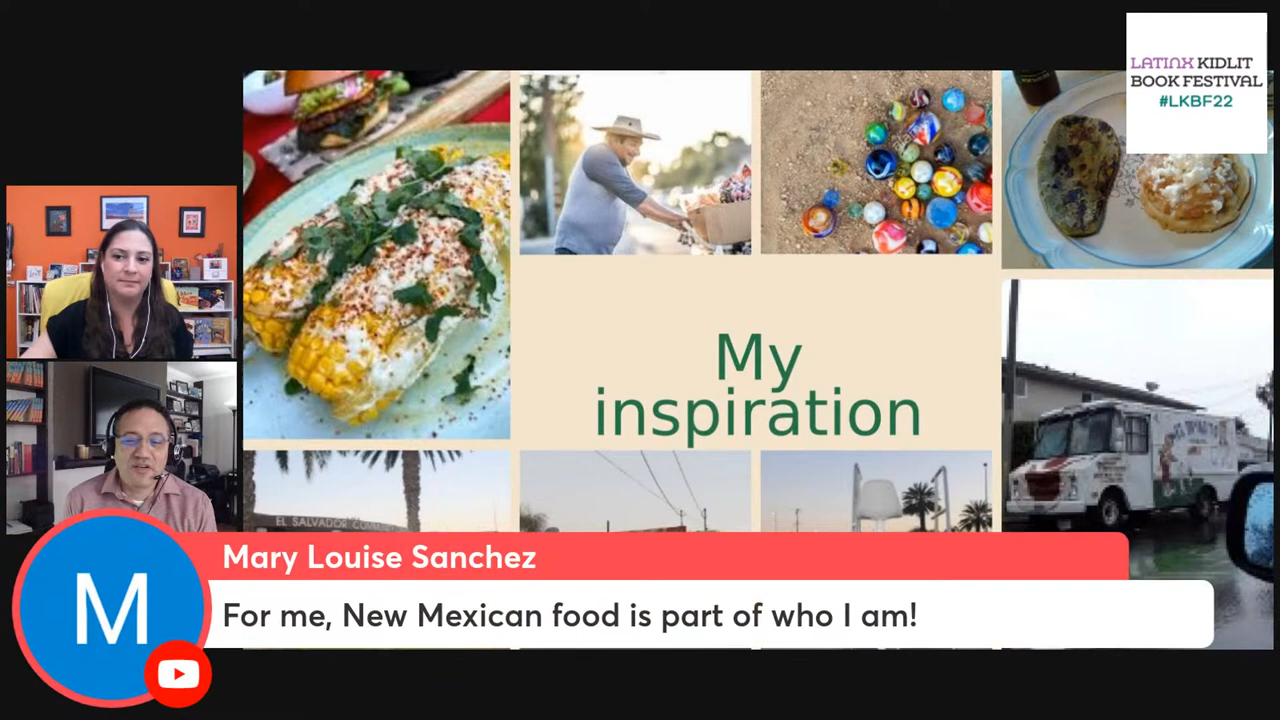 LATINX KIDLIT
BOOK FESTIVAL
#LKBF22
My
inspiration
EL SALVADOR COMM
Mary Louise Sanchez
For me, New Mexican food is part of who I am!
M